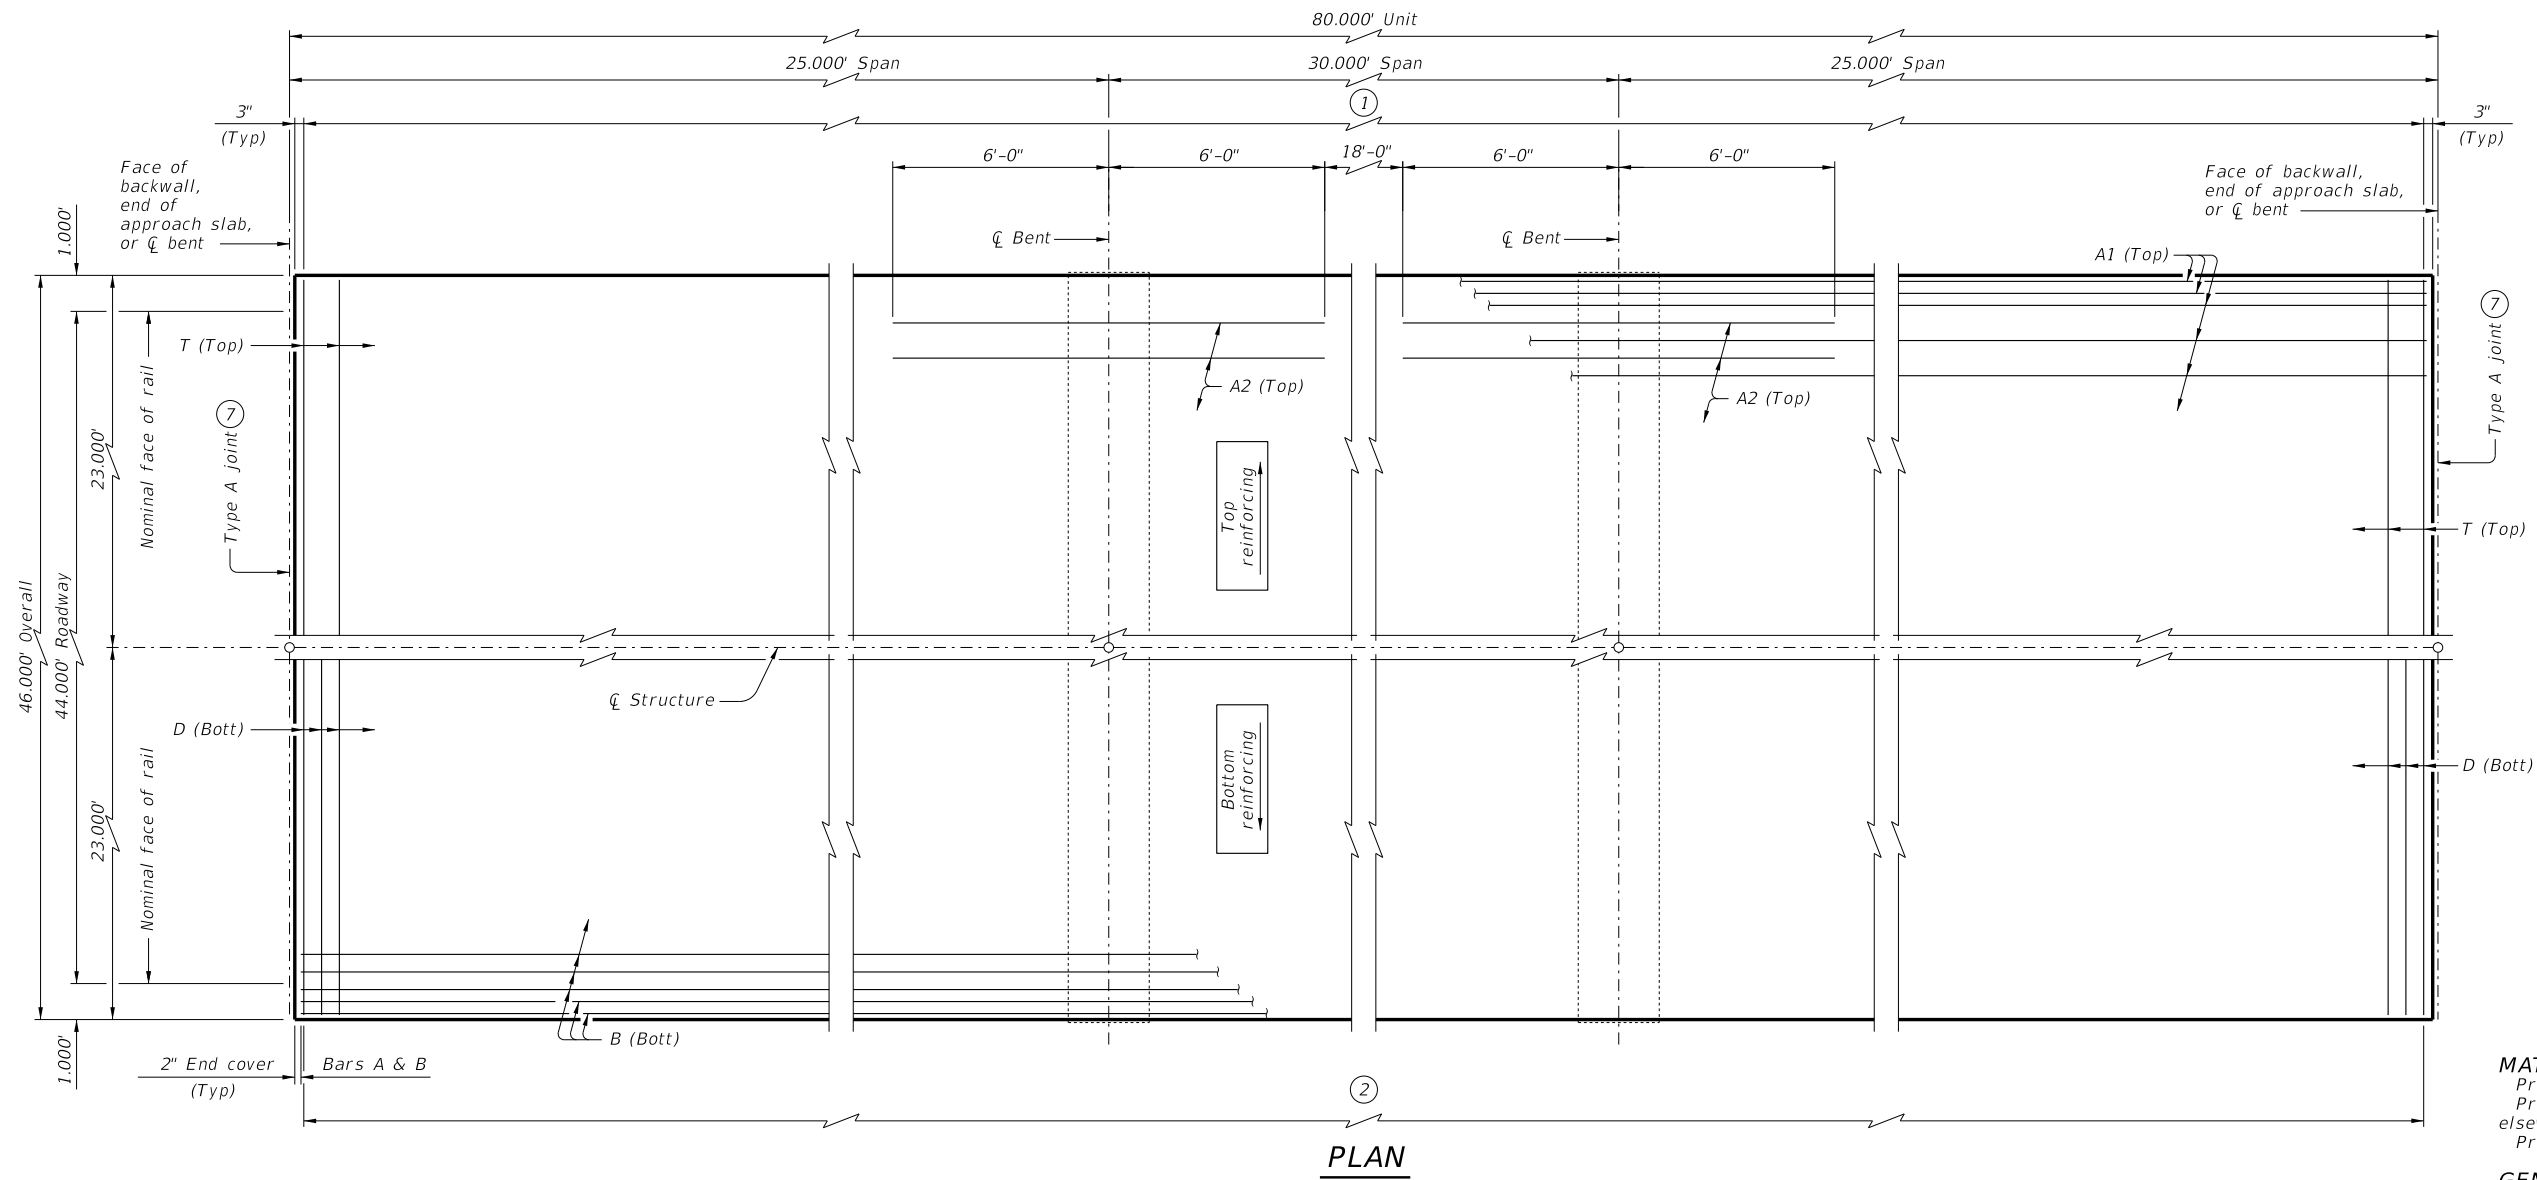 80.000' Unit
25.000' Span
30.000' Span
25.000' Span
1
3"
(Typ)
3"
(Typ)
6'-0"
6'-0"
18'-0"
6'-0"
6'-0"
Face of
backwall,
end of
approach slab,
or ℄ bent
Face of backwall,
end of approach slab,
or ℄ bent
1.000'
℄ Bent
℄ Bent
A1 (Top)
T (Top)
A2 (Top)
A2 (Top)
7
Type A joint
7
Type A joint
Nominal face of rail
23.000'
46.000' Overall
44.000' Roadway
Top
reinforcing
T (Top)
℄ Structure
D (Bott)
Bottom
reinforcing
D (Bott)
Nominal face of rail
23.000'
B (Bott)
1.000'
2" End cover
(Typ)
Bars A & B
2
PLAN
MAT
Pr
Pr
else
Pr